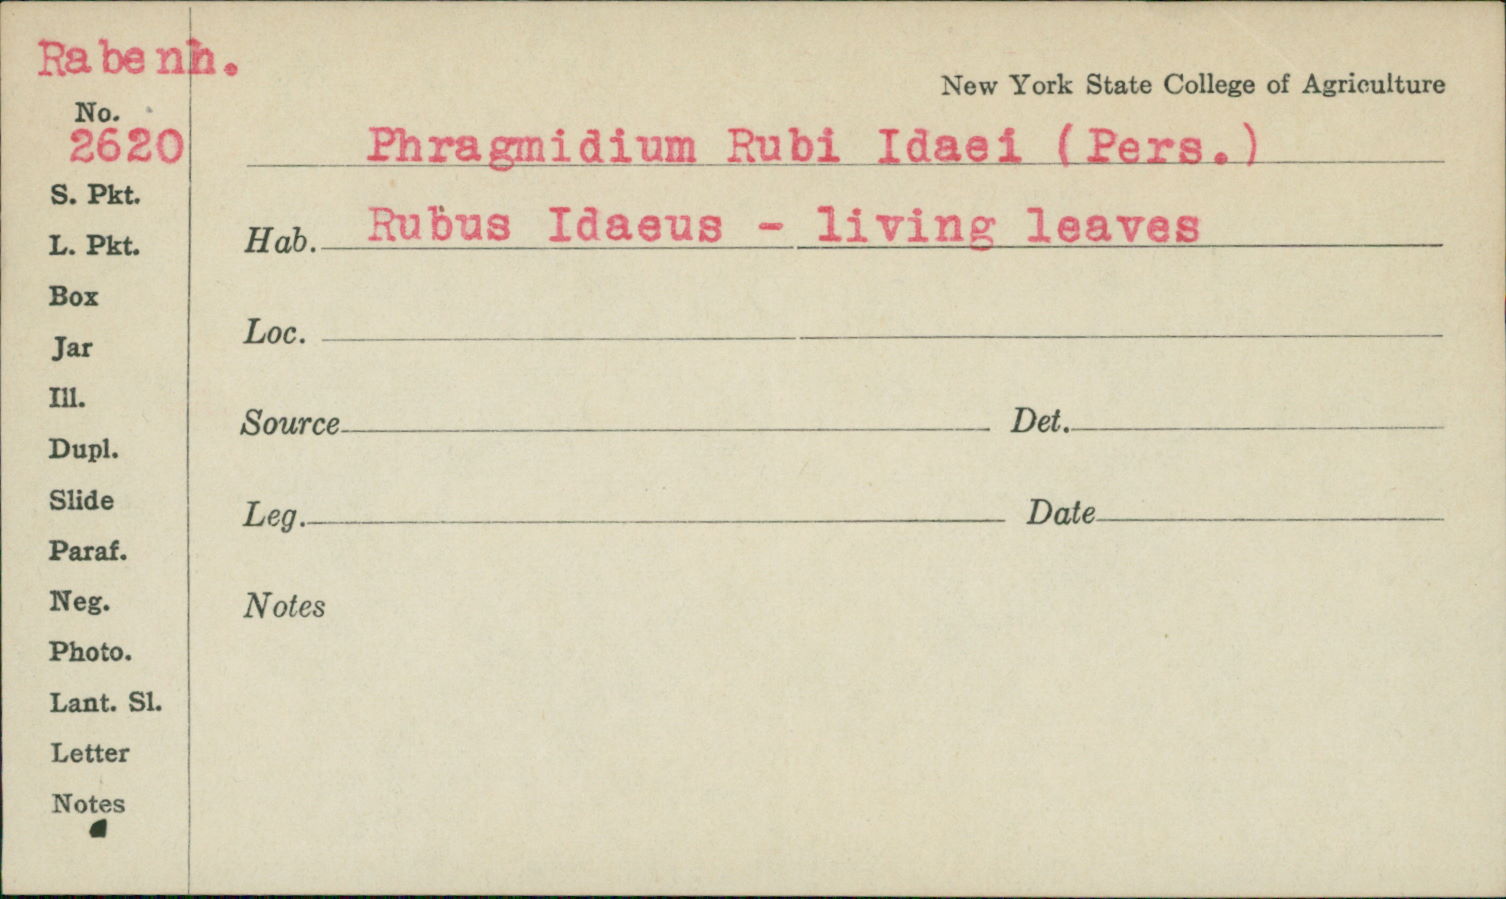 Rabenh.
New York State College of Agriculture
No.
2620
Phragmidium Rubi Idaei (Pers.)
S. Pkt.
Hab. Rubus Idaeus - living leaves
L. Pkt.
Box
Loc.
Jar
Ill.
Source Det.
Dupl.
Slide
Leg. Date
Paraf.
Neg.
Notes
Photo.
Lant. Sl.
Letter
Notes